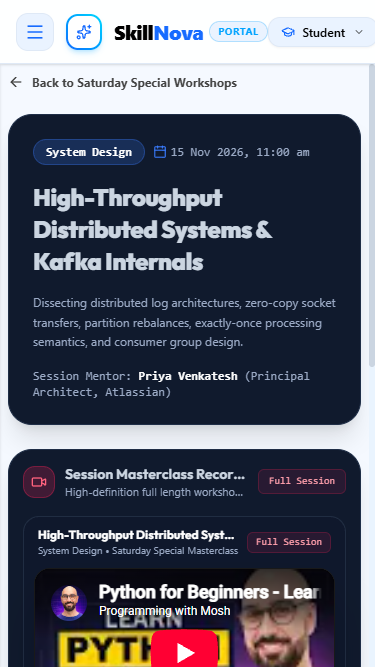 SkillNova PORTAL Student
Back to Saturday Special Workshops
System Design 15 Nov 2026, 11:00 am
High-Throughput
Distributed Systems &
Kafka Internals
Dissecting distributed log architectures, zero-copy socket
transfers, partition rebalances, exactly-once processing
semantics, and consumer group design.
Session Mentor: Priya Venkatesh (Principal
Architect, Atlassian)
Session Masterclass Recor...
High-definition full length worksho...
Full Session
High-Throughput Distributed Syst...
System Design • Saturday Special Masterclass
Full Session
Python for Beginners - Lear
Programming with Mosh
LEARN
PYTH